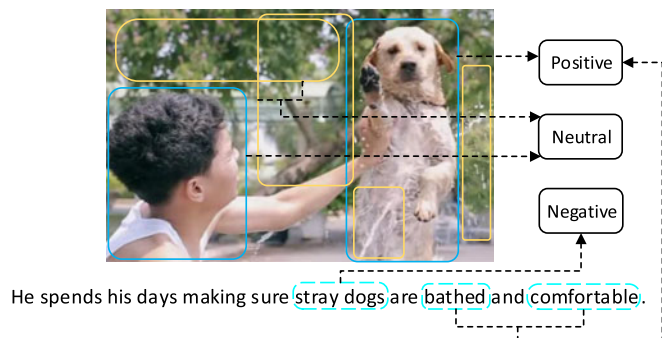 Positive
Neutral
Negative
He spends his days making sure stray dogs are bathed and comfortable.